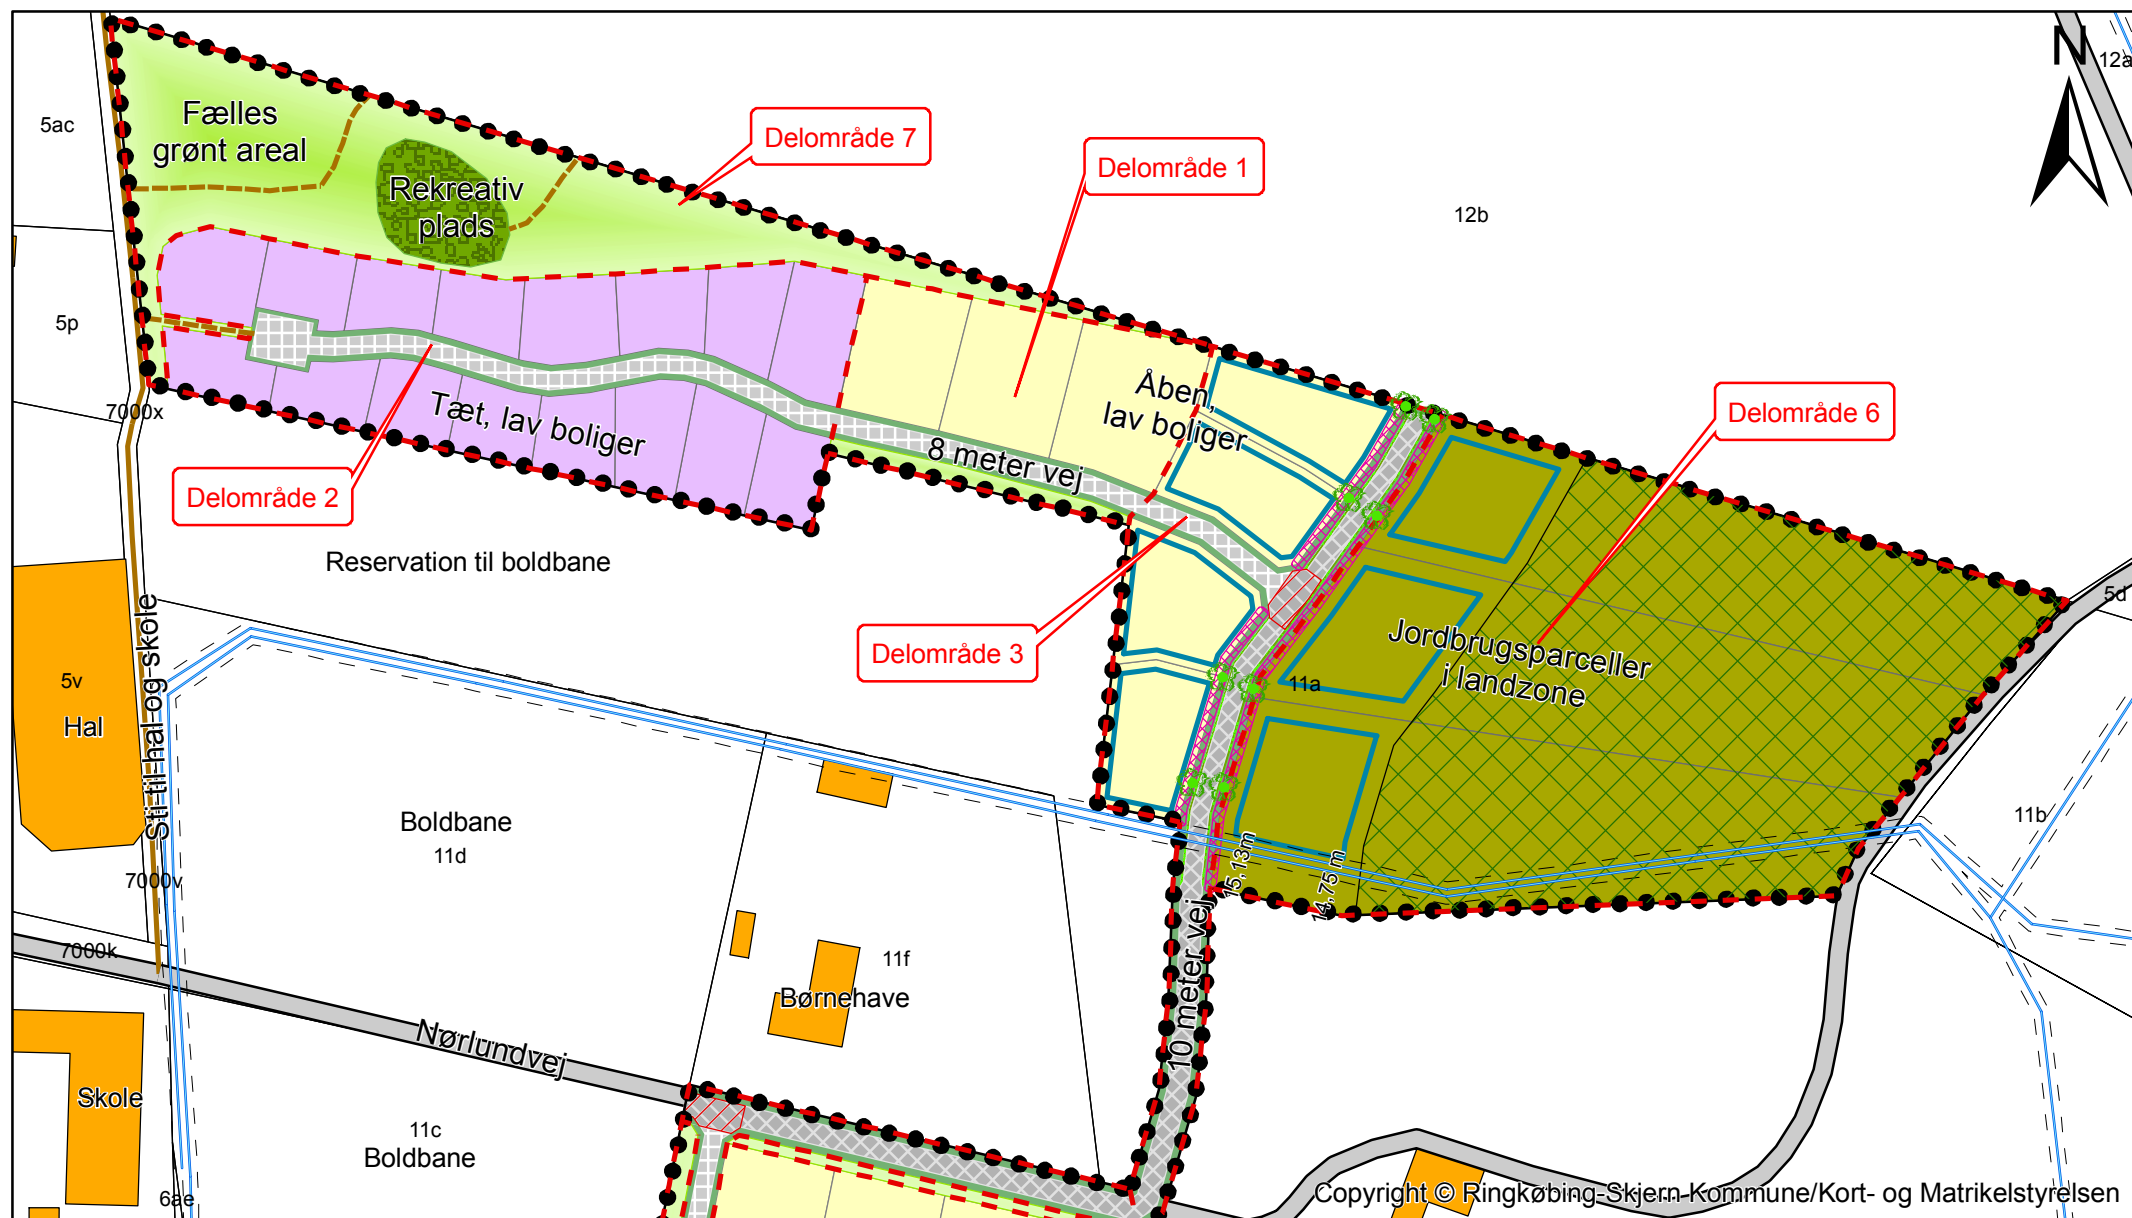 N
12a
5ac
Fælles
grønt areal
Delområde 7
Delområde 1
Rekreativ
plads
12b
5p
7000x
Åben,
lav boliger
Tæt, lav boliger
8 meter vej
Delområde 6
Delområde 2
Reservation til boldbane
Delområde 3
5d
Jordbrugsparceller
i landzone
11a
5v
Hal
Sti til hal og skole
Boldbane
11d
11b
15,13m
14,75 m
7000v
7000k
11f
Børnehave
10 meter vej
Nørlundvej
Skole
11c
Boldbane
6ae
Copyright © Ringkøbing-Skjern Kommune/Kort- og Matrikelstyrelsen